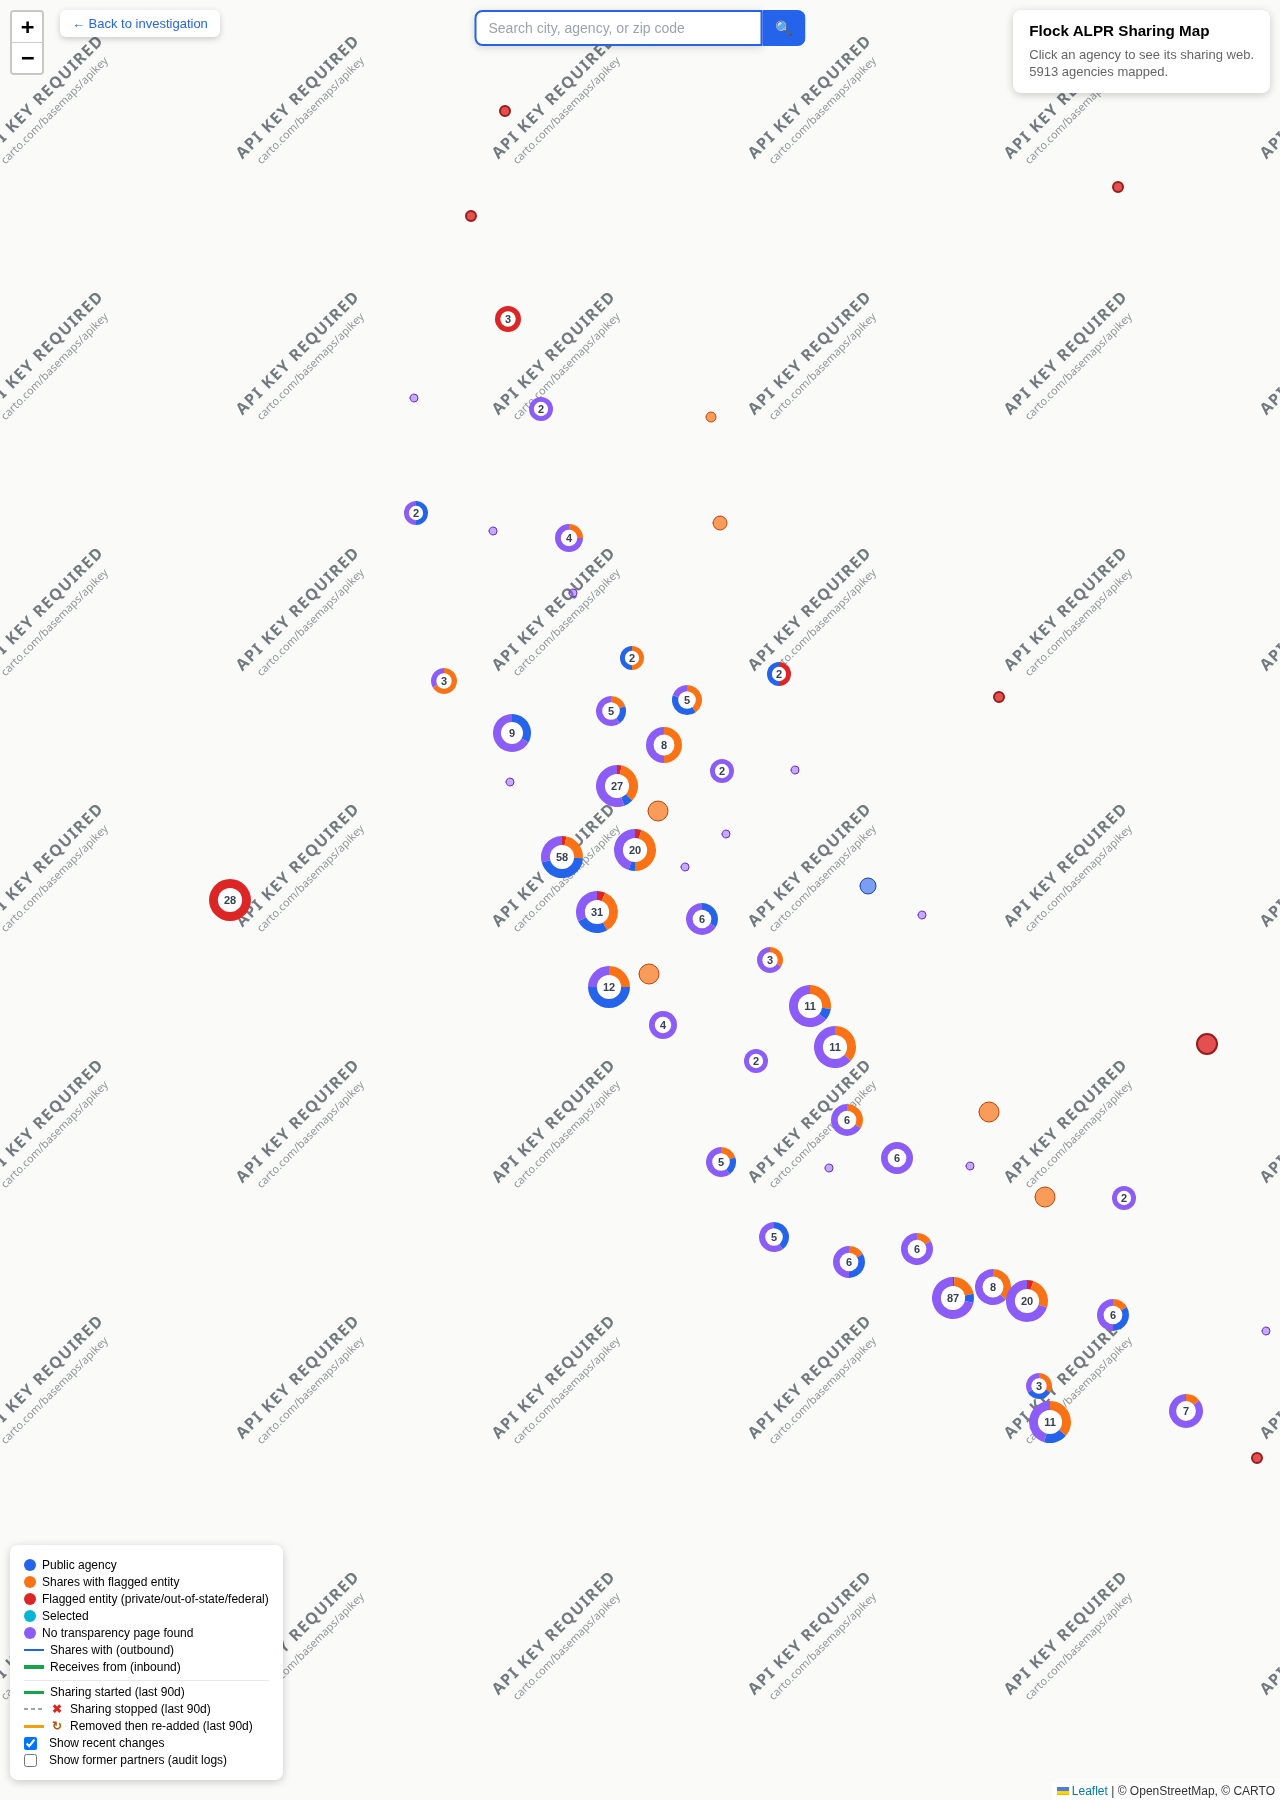 +
−
← Back to investigation
Search city, agency, or zip code
Flock ALPR Sharing Map
Click an agency to see its sharing web.
5913 agencies mapped.
API KEY REQUIRED
carto.com/basemaps/apikey
3
2
2
4
2
2
3
5
5
9
8
2
27
58
20
28
31
6
3
12
11
4
11
2
6
5
6
2
5
6
6
87
8
20
6
3
11
7
Public agency
Shares with flagged entity
Flagged entity (private/out-of-state/federal)
Selected
No transparency page found
Shares with (outbound)
Receives from (inbound)
Sharing started (last 90d)
✖ Sharing stopped (last 90d)
↻ Removed then re-added (last 90d)
Show recent changes
Show former partners (audit logs)
Leaflet | © OpenStreetMap, © CARTO